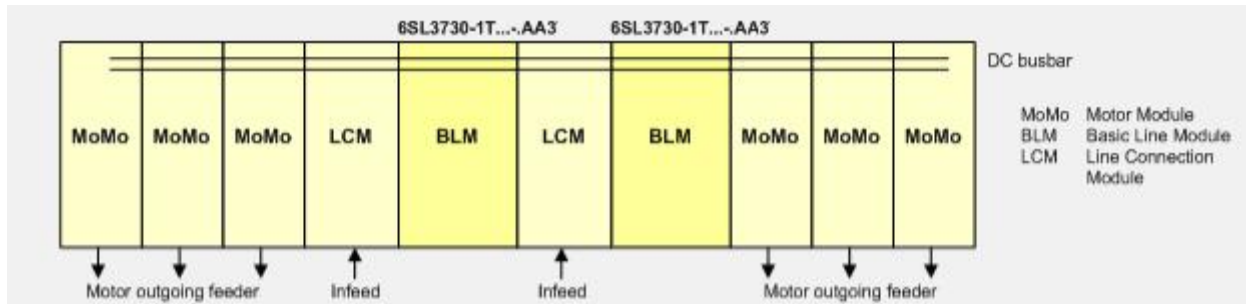 6SL3730-1T...-.AA3 6SL3730-1T...-.AA3
DC busbar
MoMo MoMo MoMo LCM BLM LCM BLM MoMo MoMo MoMo
MoMo Motor Module
BLM Basic Line Module
LCM Line Connection
Module
Motor outgoing feeder Infeed Infeed Motor outgoing feeder